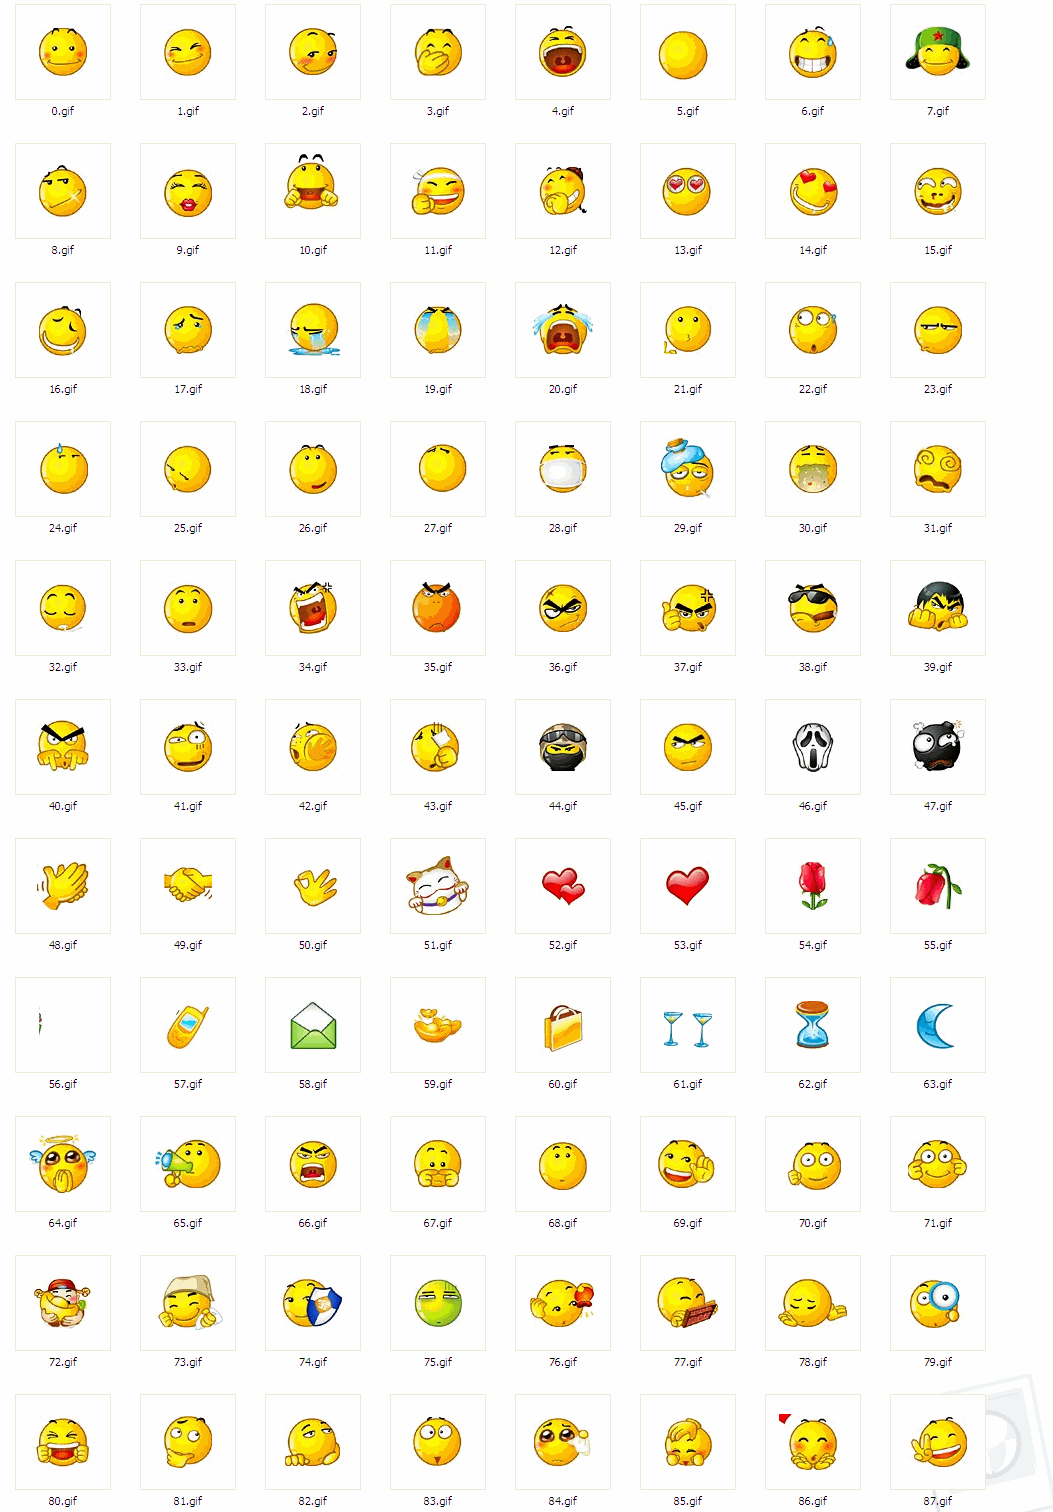 0.gif 1.gif 2.gif 3.gif 4.gif 5.gif 6.gif 7.gif
8.gif 9.gif 10.gif 11.gif 12.gif 13.gif 14.gif 15.gif
16.gif 17.gif 18.gif 19.gif 20.gif 21.gif 22.gif 23.gif
24.gif 25.gif 26.gif 27.gif 28.gif 29.gif 30.gif 31.gif
32.gif 33.gif 34.gif 35.gif 36.gif 37.gif 38.gif 39.gif
40.gif 41.gif 42.gif 43.gif 44.gif 45.gif 46.gif 47.gif
48.gif 49.gif 50.gif 51.gif 52.gif 53.gif 54.gif 55.gif
56.gif 57.gif 58.gif 59.gif 60.gif 61.gif 62.gif 63.gif
64.gif 65.gif 66.gif 67.gif 68.gif 69.gif 70.gif 71.gif
72.gif 73.gif 74.gif 75.gif 76.gif 77.gif 78.gif 79.gif
80.gif 81.gif 82.gif 83.gif 84.gif 85.gif 86.gif 87.gif